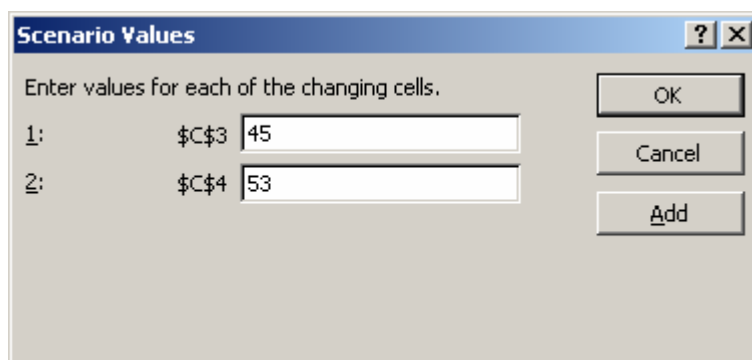 Scenario Values
Enter values for each of the changing cells.
OK
1: $C$3 45
Cancel
2: $C$4 53
Add